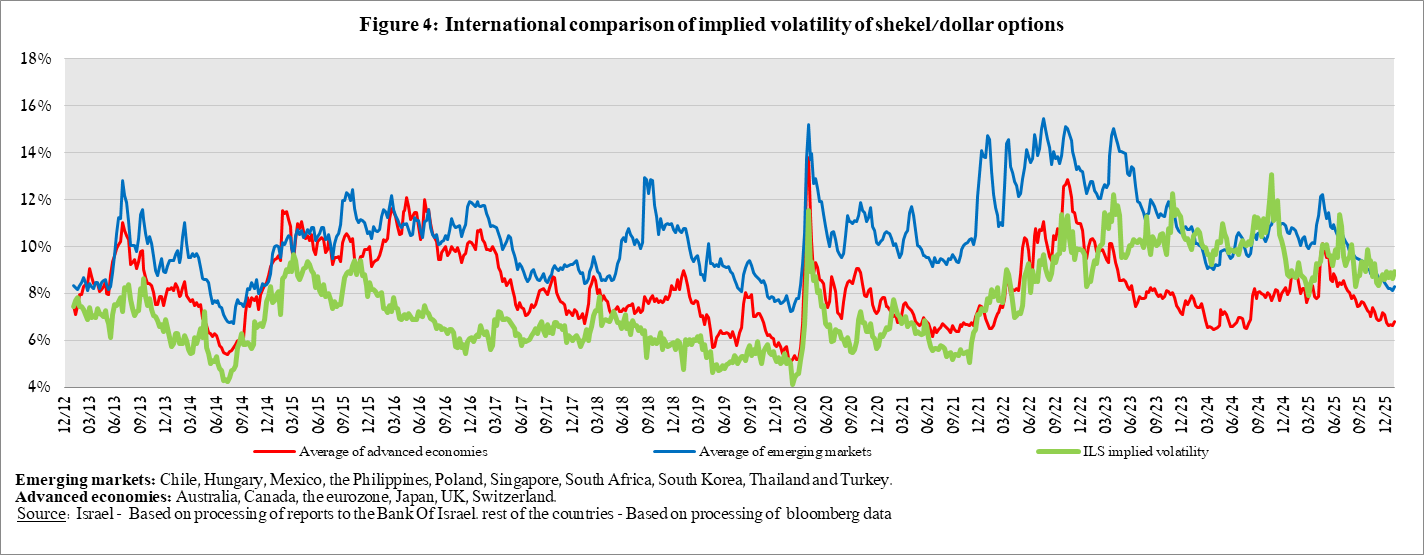 Figure 4: International comparison of implied volatility of shekel/dollar options
18%
16%
14%
12%
10%
8%
6%
4%
12/12 03/13 06/13 09/13 12/13 03/14 06/14 09/14 12/14 03/15 06/15 09/15 12/15 03/16 06/16 09/16 12/16 03/17 06/17 09/17 12/17 03/18 06/18 09/18 12/18 03/19 06/19 09/19 12/19 03/20 06/20 09/20 12/20 03/21 06/21 09/21 12/21 03/22 06/22 09/22 12/22 03/23 06/23 09/23 12/23 03/24 06/24 09/24 12/24 03/25 06/25 09/25 12/25
Average of advanced economies Average of emerging markets ILS implied volatility
Emerging markets: Chile, Hungary, Mexico, the Philippines, Poland, Singapore, South Africa, South Korea, Thailand and Turkey.
Advanced economies: Australia, Canada, the eurozone, Japan, UK, Switzerland.
Source: Israel - Based on processing of reports to the Bank Of Israel. rest of the countries - Based on processing of bloomberg data